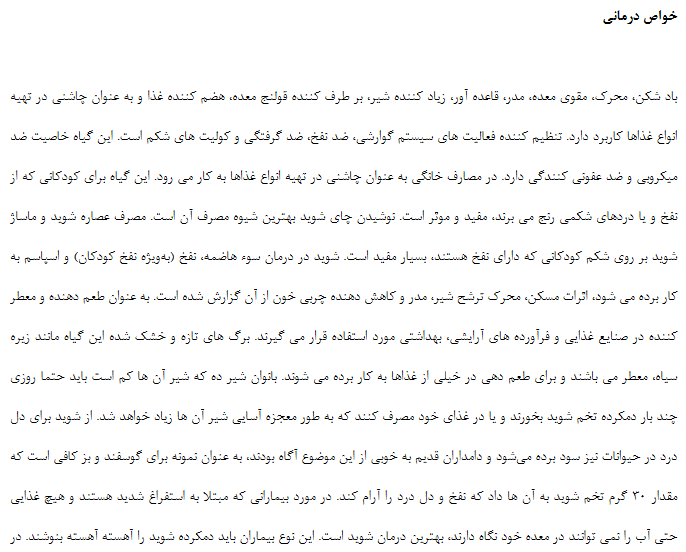 خواص درمانی
باد شکن، محرک، مقوی معده، مدر، قاعده آور، زیاد کننده شیر، بر طرف کننده قولنج معده، هضم کننده غذا و به عنوان چاشنی در تهیه
انواع غذاها کاربرد دارد. تنظیم کننده فعالیت های سیستم گوارشی، ضد نفخ، ضد گرفتگی و کولیت های شکم است. این گیاه خاصیت ضد
میکروبی و ضد عفونی کنندگی دارد. در مصارف خانگی به عنوان چاشنی در تهیه انواع غذاها به کار می رود. این گیاه برای کودکانی که از
نفخ و یا دردهای شکمی رنج می برند، مفید و موثر است. نوشیدن چای شوید بهترین شیوه مصرف آن است. مصرف عصاره شوید و ماساژ
شوید بر روی شکم کودکانی که دارای نفخ هستند، بسیار مفید است. شوید در درمان سوء هاضمه، نفخ (به‌ویژه نفخ کودکان) و اسپاسم به
کار برده می شود، اثرات مسکن، محرک ترشح شیر، مدر و کاهش دهنده چربی خون از آن گزارش شده است. به عنوان طعم دهنده و معطر
کننده در صنایع غذایی و فرآورده های آرایشی، بهداشتی مورد استفاده قرار می گیرند. برگ های تازه و خشک شده این گیاه مانند زیره
سیاه، معطر می باشند و برای طعم دهی در خیلی از غذاها به کار برده می شوند. بانوان شیر ده که شیر آن ها کم است باید حتما روزی
چند بار دمکرده تخم شوید بخورند و یا در غذای خود مصرف کنند که به طور معجزه آسایی شیر آن ها زیاد خواهد شد. از شوید برای دل
درد در حیوانات نیز سود برده می‌شود و دامداران قدیم به خوبی از این موضوع آگاه بودند، به عنوان نمونه برای گوسفند و بز کافی است که
مقدار ۳۰ گرم تخم شوید به آن ها داد که نفخ و دل درد را آرام کند. در مورد بیمارانی که مبتلا به استفراغ شدید هستند و هیچ غذایی
حتی آب را نمی توانند در معده خود نگاه دارند، بهترین درمان شوید است. این نوع بیماران باید دمکرده شوید را آهسته آهسته بنوشند. در